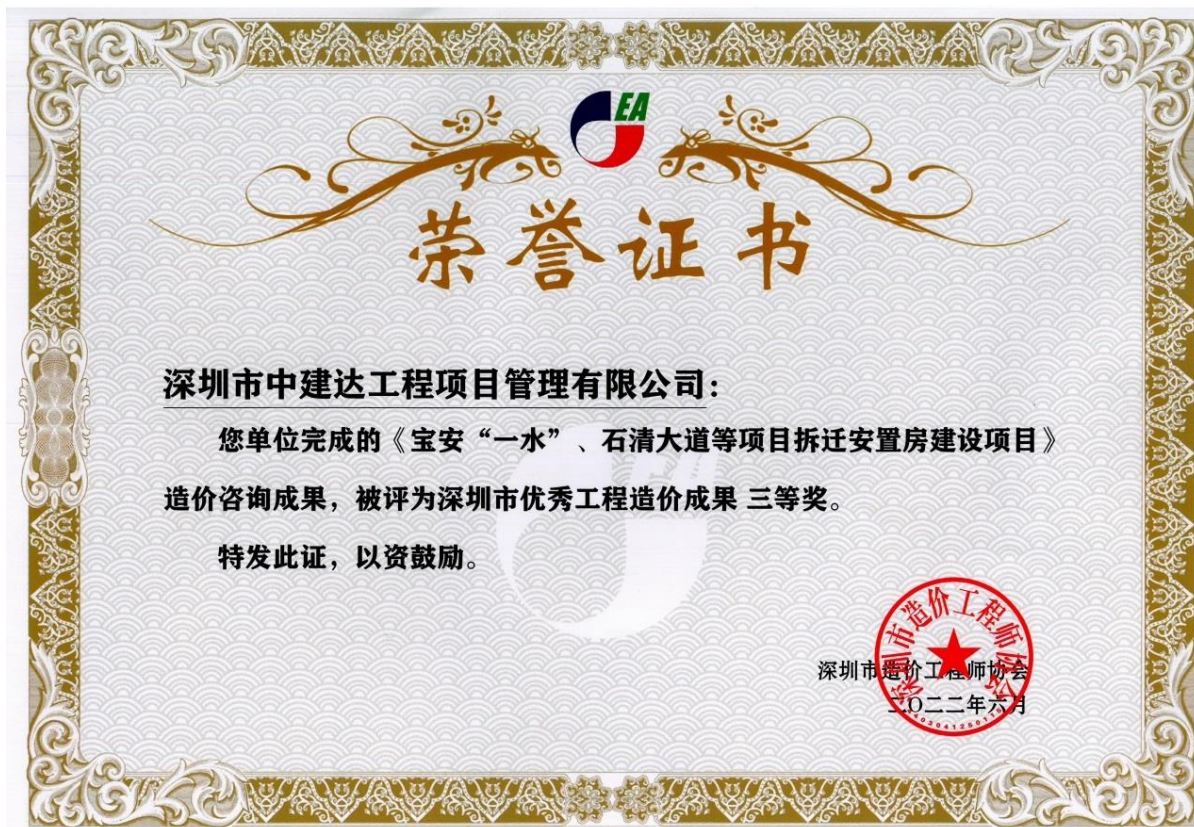 EA
荣誉证书
深圳市中建达工程项目管理有限公司：
您单位完成的《宝安“一水”、石清大道等项目拆迁安置房建设项目》
造价咨询成果，被评为深圳市优秀工程造价成果 三等奖。
特发此证，以资鼓励。
深圳市造价工程师协会
二〇二二年六月
深圳市造价工程师协会